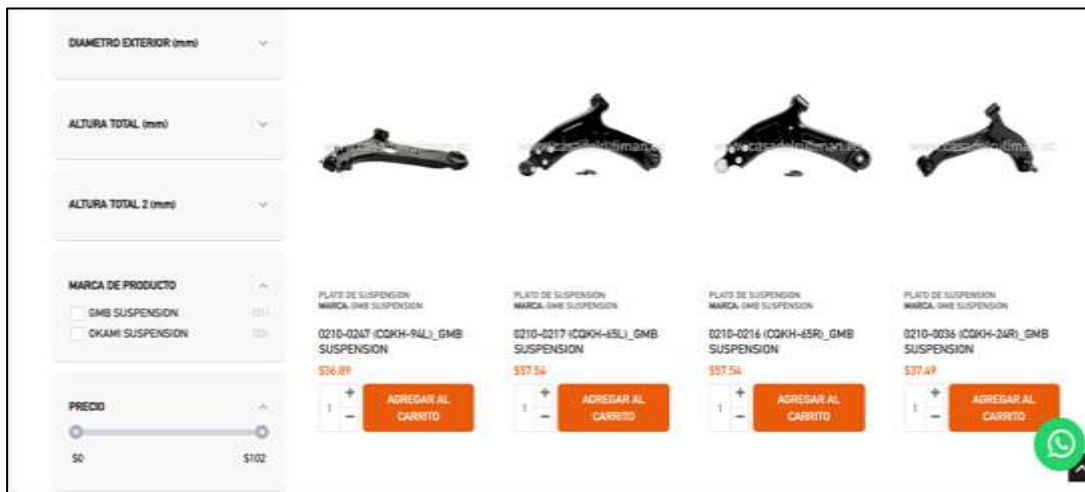 DIAMETRO EXTERIOR (mm)
ALTURA TOTAL (mm)
ALTURA TOTAL 2 (mm)
MARCA DE PRODUCTO
GMB SUSPENSION
OKAMI SUSPENSION
PRECIO
$0 $102
PLATO DE SUSPENSION
MARCA: GMB SUSPENSION
0210-0247 (CQKH-94L)_GMB
SUSPENSION
$36.89
1 + −
AGREGAR AL
CARRITO
PLATO DE SUSPENSION
MARCA: GMB SUSPENSION
0210-0217 (CQKH-65L)_GMB
SUSPENSION
$57.54
1 + −
AGREGAR AL
CARRITO
PLATO DE SUSPENSION
MARCA: GMB SUSPENSION
0210-0216 (CQKH-65R)_GMB
SUSPENSION
$57.54
1 + −
AGREGAR AL
CARRITO
PLATO DE SUSPENSION
MARCA: GMB SUSPENSION
0210-0036 (CQKH-24R)_GMB
SUSPENSION
$37.49
1 + −
AGREGAR AL
CARRITO